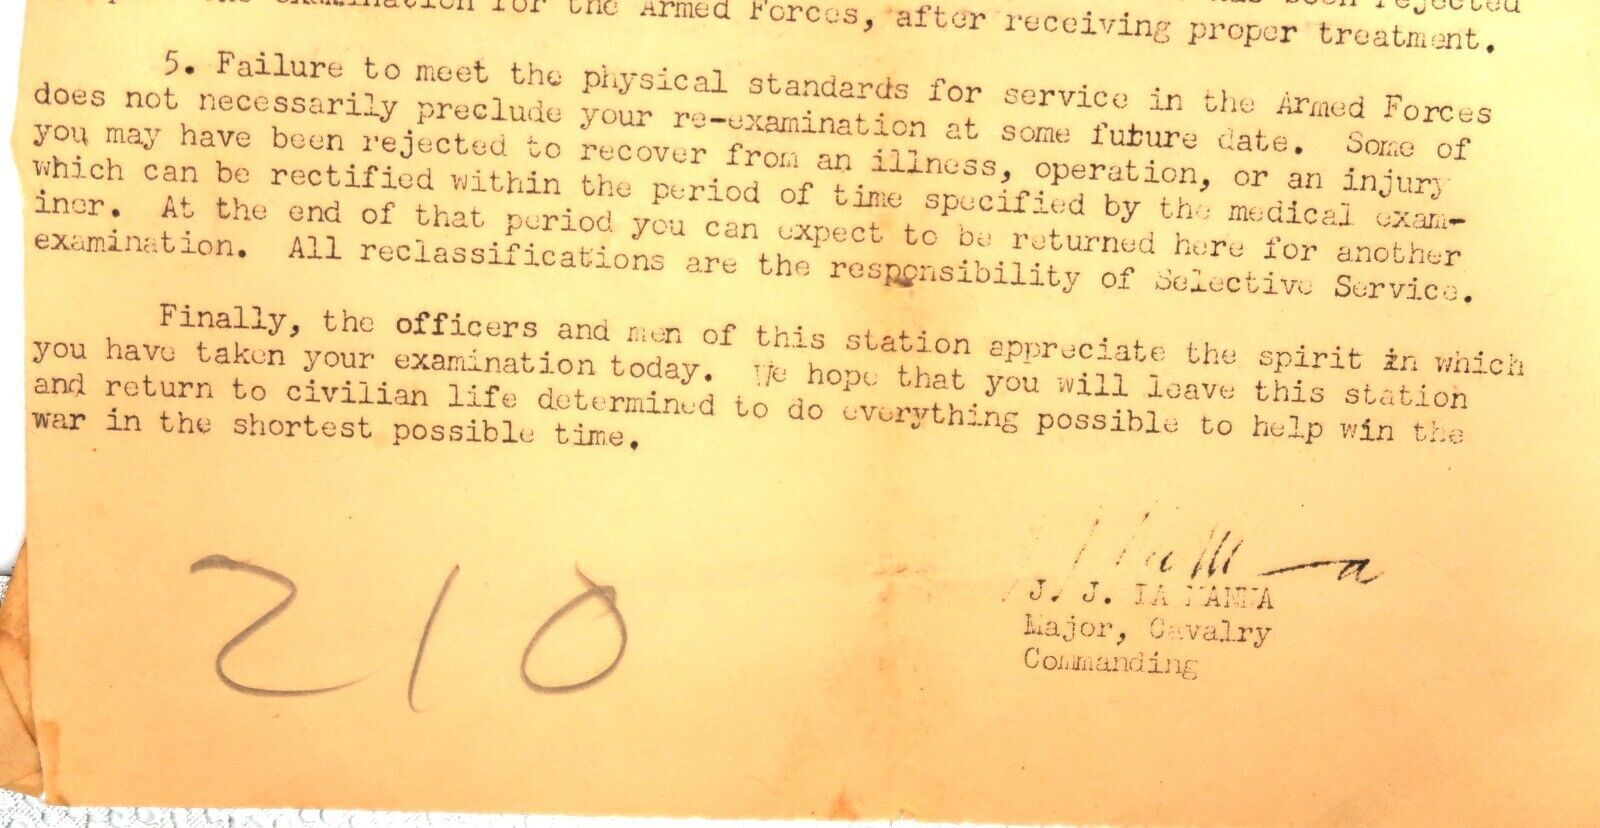 examination for the Armed Forces, after receiving proper treatment.
5. Failure to meet the physical standards for service in the Armed Forces
does not necessarily preclude your re-examination at some future date. Some of
you may have been rejected to recover from an illness, operation, or an injury
which can be rectified within the period of time specified by the medical exam-
iner. At the end of that period you can expect to be returned here for another
examination. All reclassifications are the responsibility of Selective Service.
Finally, the officers and men of this station appreciate the spirit in which
you have taken your examination today. We hope that you will leave this station
and return to civilian life determined to do everything possible to help win the
war in the shortest possible time.
210
J. J. LA MANNA
Major, Cavalry
Commanding